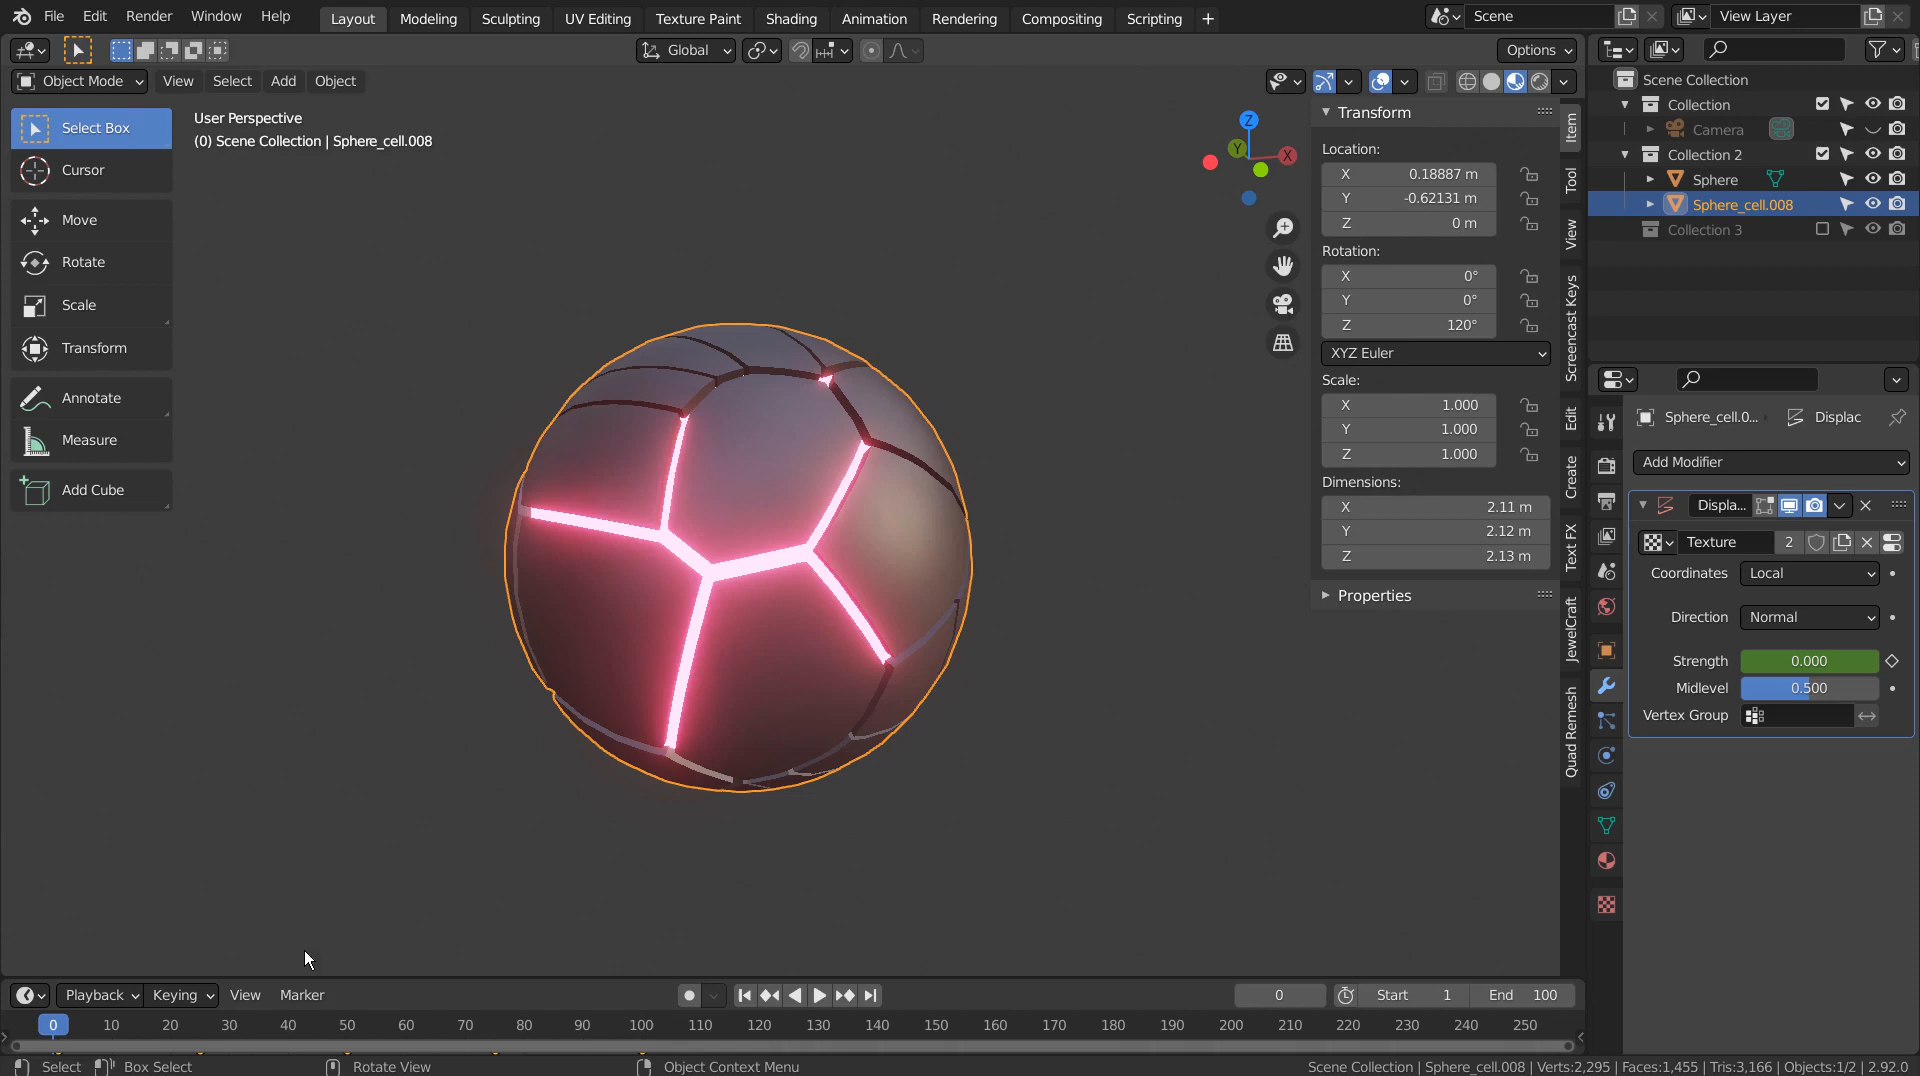 File Edit Render Window Help Layout Modeling Sculpting UV Editing Texture Paint Shading Animation Rendering Compositing Scripting + Scene View Layer
Global Options
Object Mode View Select Add Object
Select Box
Cursor
Move
Rotate
Scale
Transform
Annotate
Measure
Add Cube
User Perspective
(0) Scene Collection | Sphere_cell.008
Z
Y
X
Transform
Location:
X 0.18887 m
Y -0.62131 m
Z 0 m
Rotation:
X 0°
Y 0°
Z 120°
XYZ Euler
Scale:
X 1.000
Y 1.000
Z 1.000
Dimensions:
X 2.11 m
Y 2.12 m
Z 2.13 m
Properties
Item
Tool
View
Screencast Keys
Edit
Create
Text FX
JewelCraft
Quad Remesh
Scene Collection
Collection
Camera
Collection 2
Sphere
Sphere_cell.008
Collection 3
Sphere_cell.0... Displac
Add Modifier
Displa...
Texture 2
Coordinates Local
Direction Normal
Strength 0.000
Midlevel 0.500
Vertex Group
Playback Keying View Marker 0 Start 1 End 100
0 10 20 30 40 50 60 70 80 90 100 110 120 130 140 150 160 170 180 190 200 210 220 230 240 250
Select Box Select Rotate View Object Context Menu Scene Collection | Sphere_cell.008 | Verts:2,295 | Faces:1,455 | Tris:3,166 | Objects:1/2 | 2.92.0